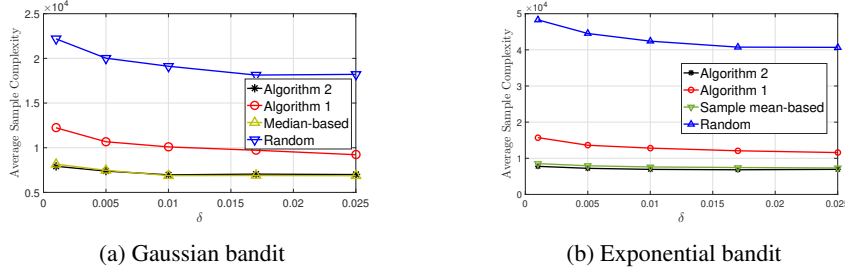 ×10⁴
2.5
2
1.5
1
0.5
0
0.005
0.01
0.015
0.02
0.025
δ
Average Sample Complexity
Algorithm 2
Algorithm 1
Median-based
Random
(a) Gaussian bandit
×10⁴
5
4
3
2
1
0
0
0.005
0.01
0.015
0.02
0.025
δ
Average Sample Complexity
Algorithm 2
Algorithm 1
Sample mean-based
Random
(b) Exponential bandit